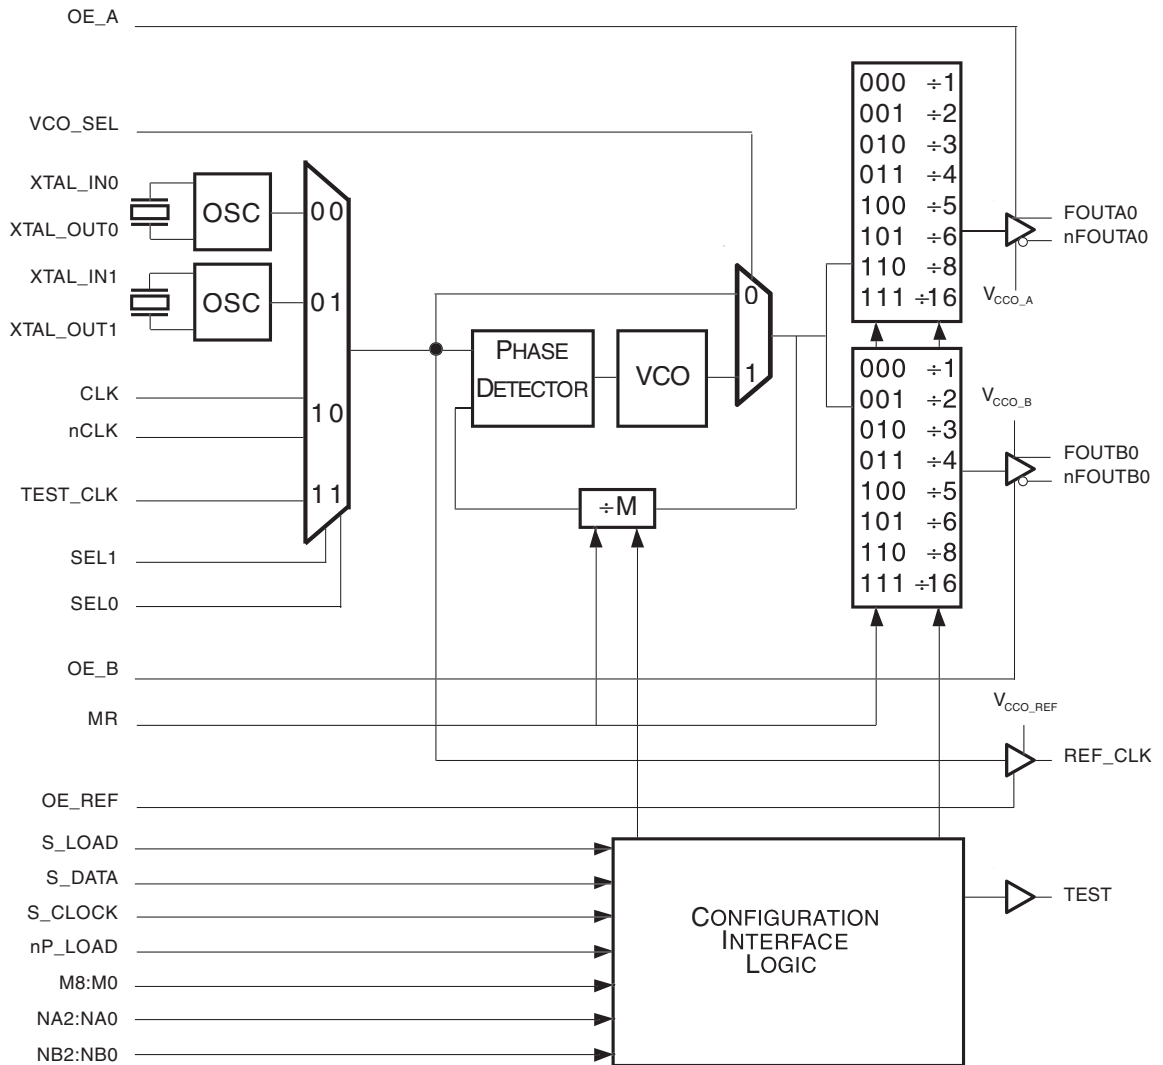 OE_A
VCO_SEL
XTAL_IN0
XTAL_OUT0
OSC
XTAL_IN1
XTAL_OUT1
OSC
CLK
nCLK
TEST_CLK
SEL1
SEL0
00
01
10
11
PHASE
DETECTOR
VCO
0
1
÷M
000 ÷1
001 ÷2
010 ÷3
011 ÷4
100 ÷5
101 ÷6
110 ÷8
111 ÷16
FOUTA0
nFOUTA0
VCCO_A
000 ÷1
001 ÷2
010 ÷3
011 ÷4
100 ÷5
101 ÷6
110 ÷8
111 ÷16
VCCO_B
FOUTB0
nFOUTB0
OE_B
MR
VCCO_REF
REF_CLK
OE_REF
S_LOAD
S_DATA
S_CLOCK
nP_LOAD
M8:M0
NA2:NA0
NB2:NB0
CONFIGURATION
INTERFACE
LOGIC
TEST